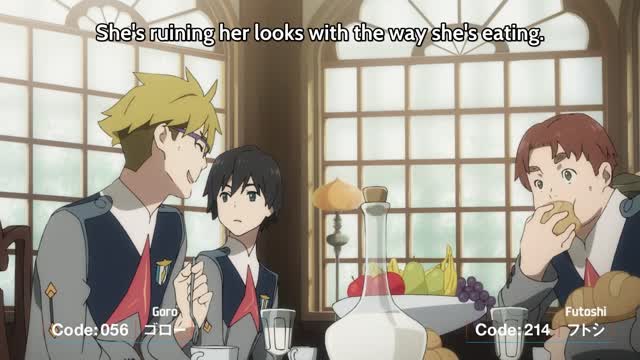 She's ruining her looks with the way she's eating.
Goro
Code:056 ゴロー
Futoshi
Code:214 フトシ